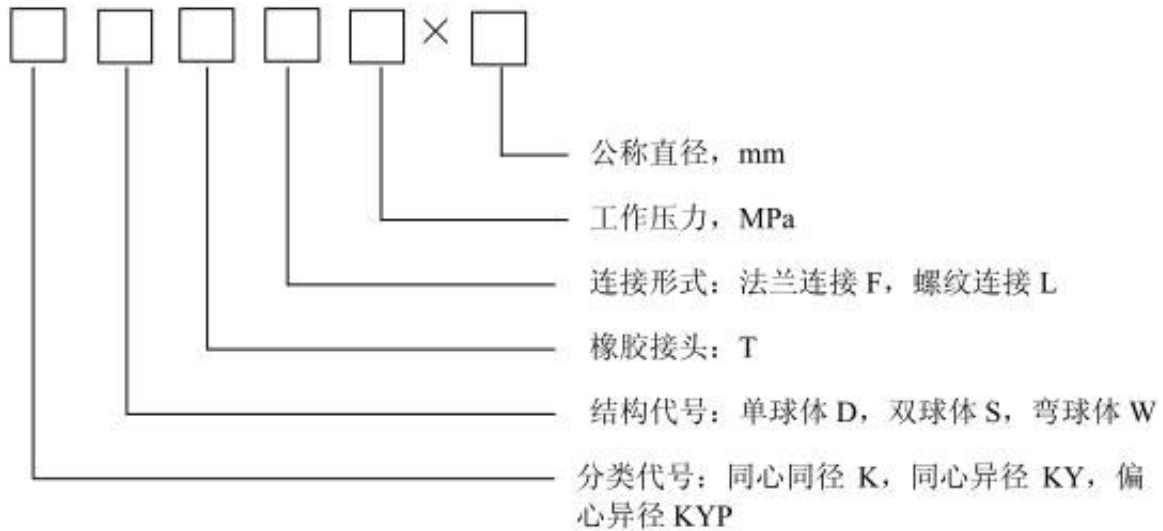 ×
公称直径，mm
工作压力，MPa
连接形式：法兰连接 F，螺纹连接 L
橡胶接头：T
结构代号：单球体 D，双球体 S，弯球体 W
分类代号：同心同径 K，同心异径 KY，偏
心异径 KYP